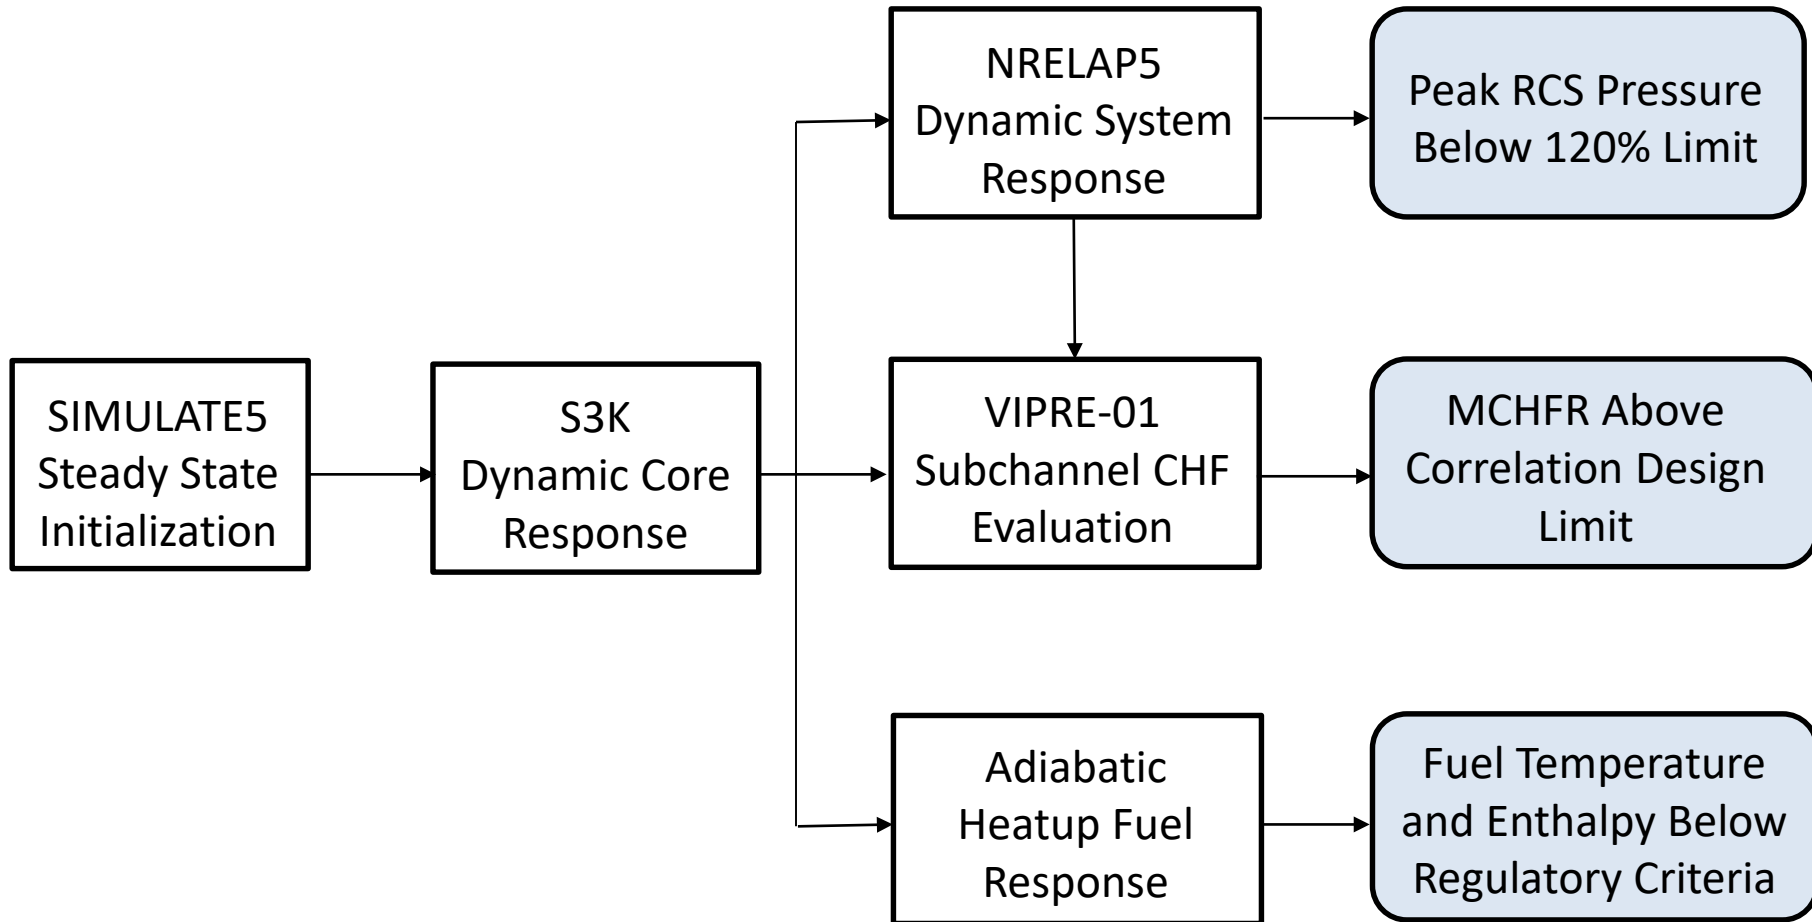 NRELAP5
Dynamic System
Response
Peak RCS Pressure
Below 120% Limit
SIMULATE5
Steady State
Initialization
S3K
Dynamic Core
Response
VIPRE-01
Subchannel CHF
Evaluation
MCHFR Above
Correlation Design
Limit
Adiabatic
Heatup Fuel
Response
Fuel Temperature
and Enthalpy Below
Regulatory Criteria